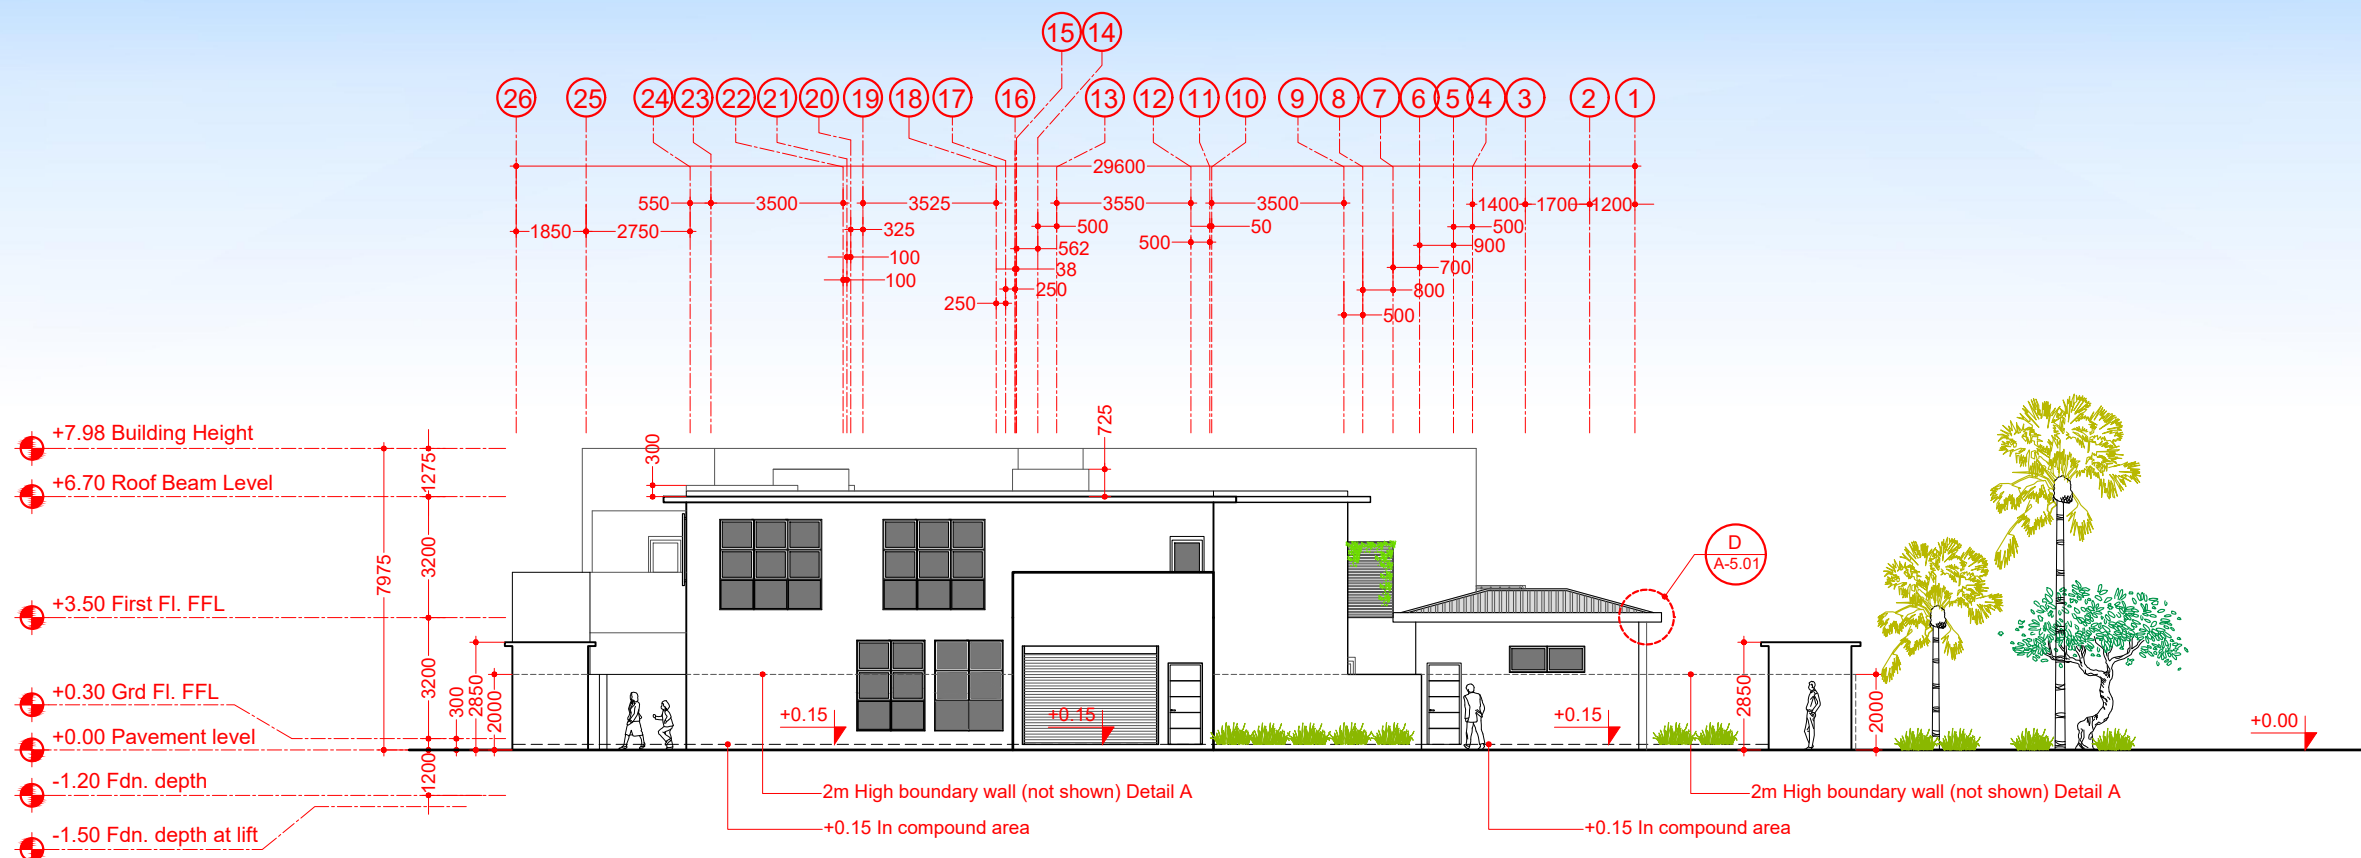 15 14
26 25 24 23 22 21 20 19 18 17 16 13 12 11 10 9 8 7 6 5 4 3 2 1
29600
550 3500 3525 3550 3500 1400 1700 1200
1850 2750 325 500 50 500
100 562 500 900
100 38 700
250 250 800
500
725
300
+7.98 Building Height
1275
+6.70 Roof Beam Level
7975
3200
D
A-5.01
+3.50 First Fl. FFL
3200
300
2850
2000
+0.30 Grd Fl. FFL
+0.15
+0.15
+0.15
2850
2000
+0.00
+0.00 Pavement level
1200
-1.20 Fdn. depth
2m High boundary wall (not shown) Detail A
2m High boundary wall (not shown) Detail A
-1.50 Fdn. depth at lift
+0.15 In compound area
+0.15 In compound area